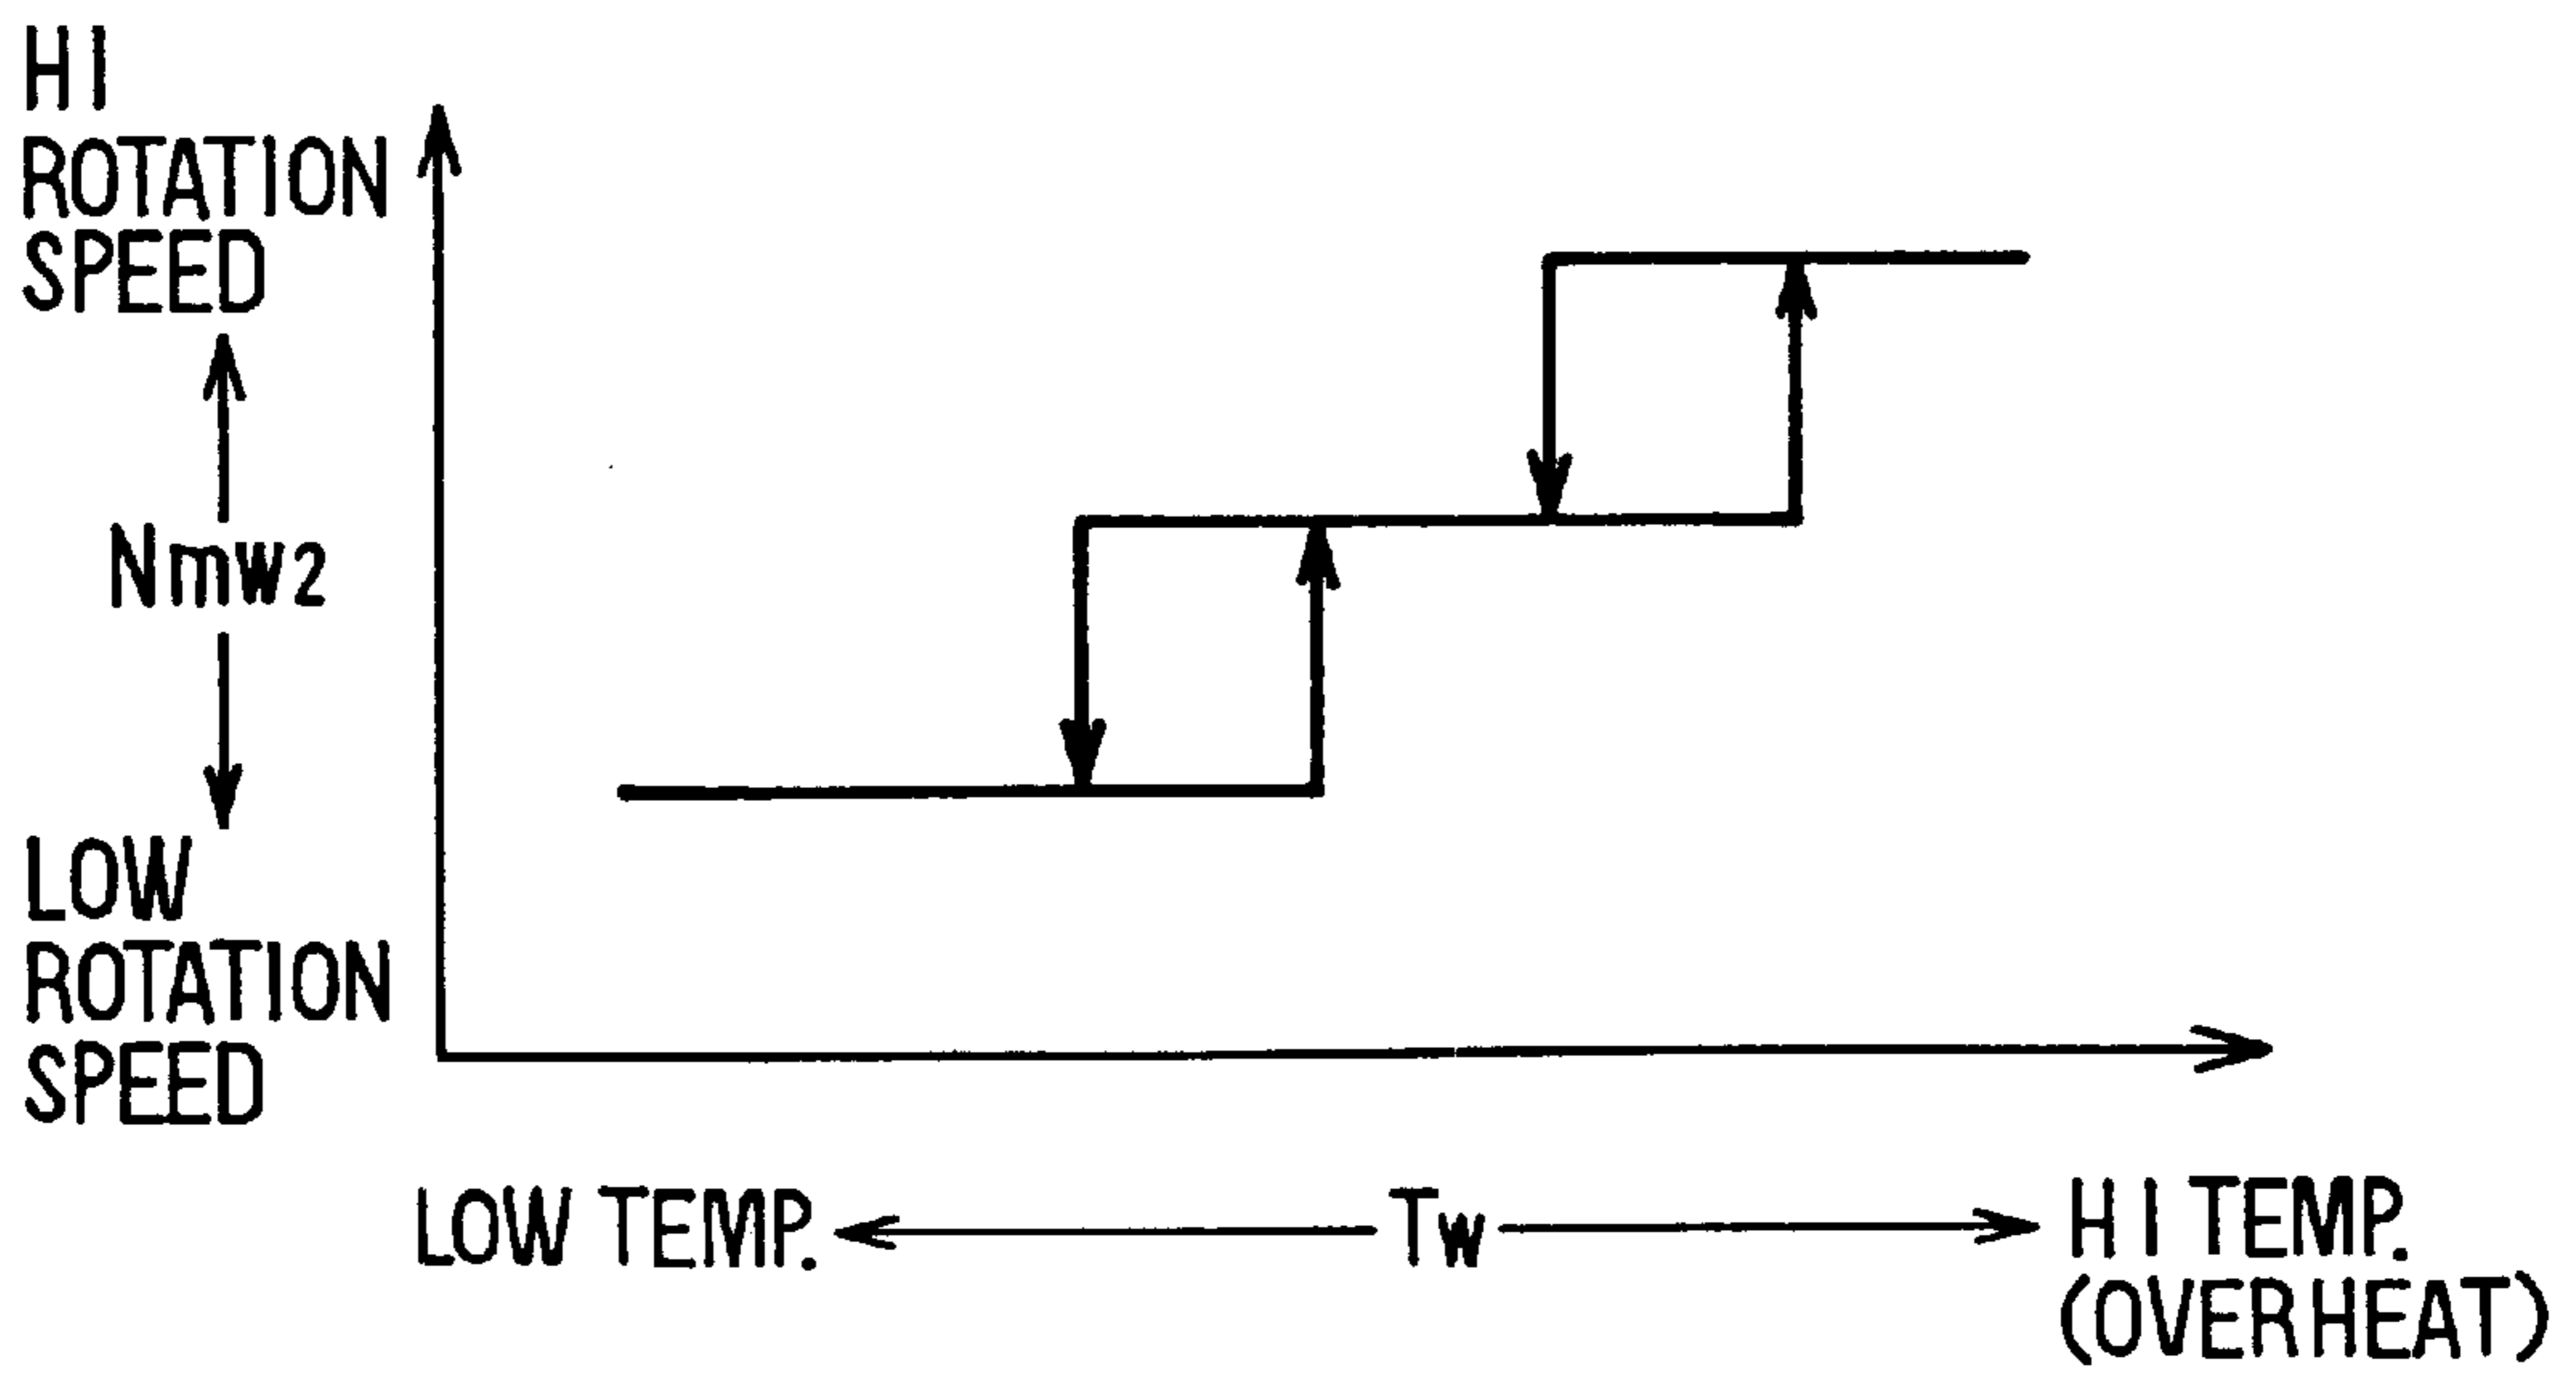 HI
ROTATION
SPEED
Nmw2
LOW
ROTATION
SPEED
LOW TEMP. Tw HI TEMP.
(OVERHEAT)